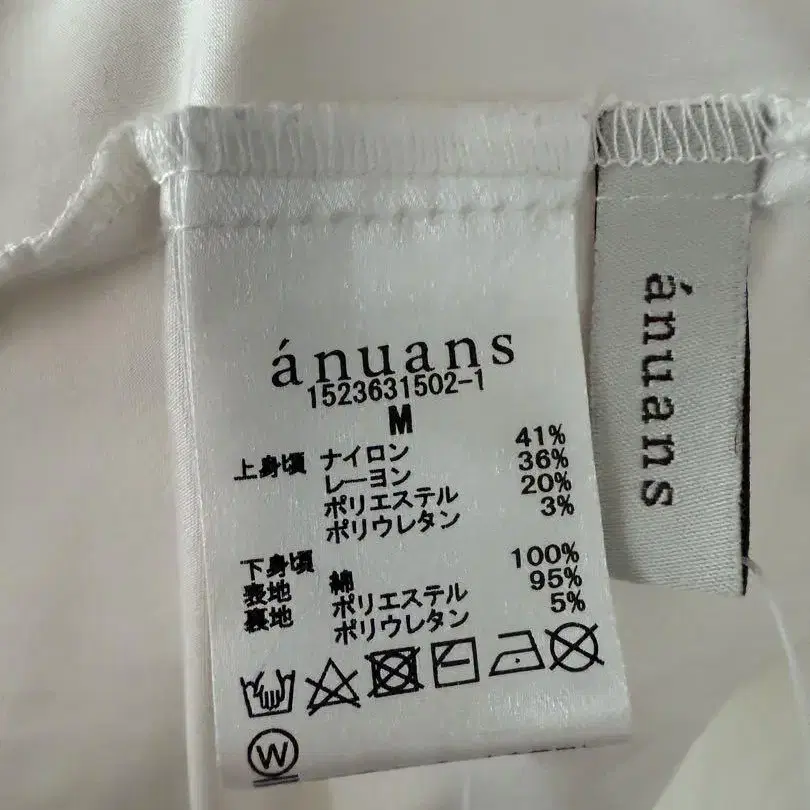 ánuans
1523631502-1
M
上身頃 ナイロン 41%
レーヨン 36%
ポリエステル 20%
ポリウレタン 3%
下身頃
表地 綿 100%
裏地 ポリエステル 95%
ポリウレタン 5%
W
ánuans